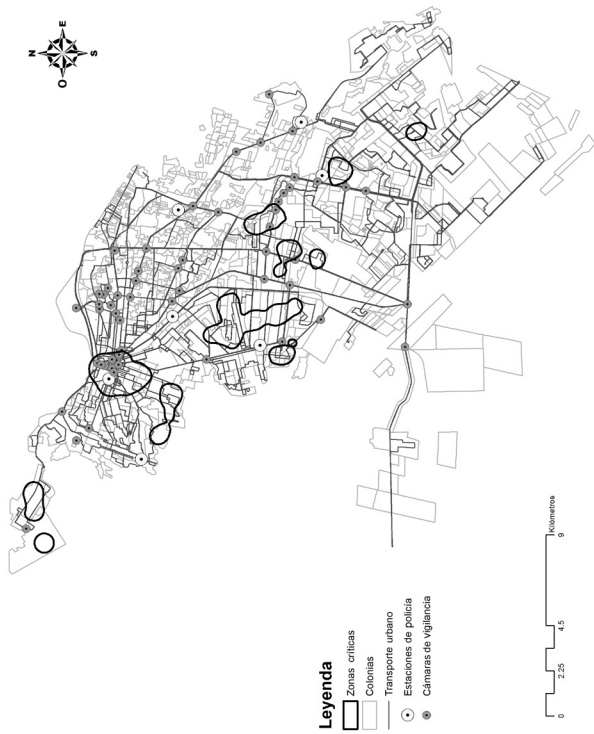 N
E
S
O
Leyenda
Zonas críticas
Colonias
Transporte urbano
Estaciones de policía
Cámaras de vigilancia
0 2.25 4.5 9
Kilómetros